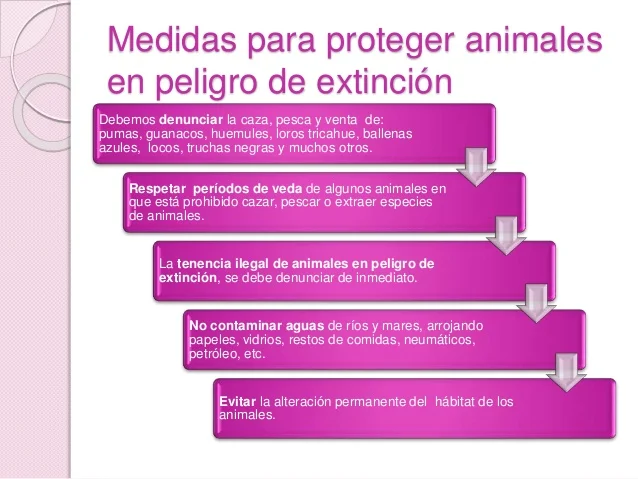 Medidas para proteger animales
en peligro de extinción
Debemos denunciar la caza, pesca y venta de:
pumas, guanacos, huemules, loros tricahue, ballenas
azules, locos, truchas negras y muchos otros.
Respetar períodos de veda de algunos animales en
que está prohibido cazar, pescar o extraer especies
de animales.
La tenencia ilegal de animales en peligro de
extinción, se debe denunciar de inmediato.
No contaminar aguas de ríos y mares, arrojando
papeles, vidrios, restos de comidas, neumáticos,
petróleo, etc.
Evitar la alteración permanente del hábitat de los
animales.